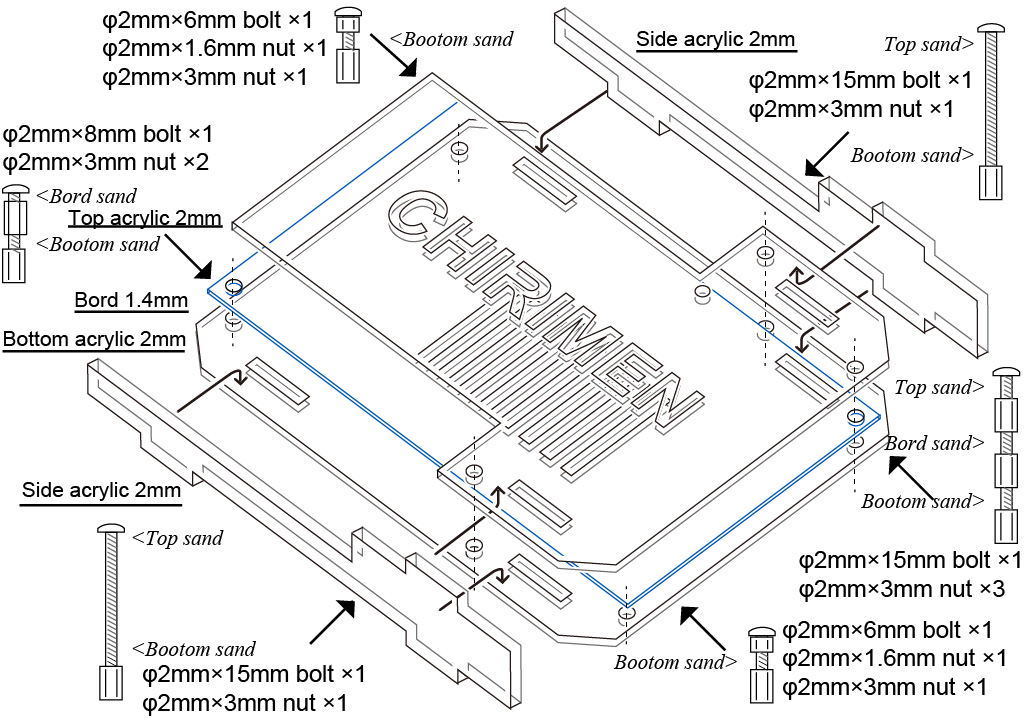 φ2mm×6mm bolt ×1
φ2mm×1.6mm nut ×1
φ2mm×3mm nut ×1
<Bootom sand
Side acrylic 2mm
Top sand>
φ2mm×15mm bolt ×1
φ2mm×3mm nut ×1
Bootom sand>
φ2mm×8mm bolt ×1
φ2mm×3mm nut ×2
<Bord sand
Top acrylic 2mm
<Bootom sand
Bord 1.4mm
Bottom acrylic 2mm
CHIRIMEN
Top sand>
Bord sand>
Bootom sand>
φ2mm×15mm bolt ×1
φ2mm×3mm nut ×3
Side acrylic 2mm
<Top sand
<Bootom sand
φ2mm×15mm bolt ×1
φ2mm×3mm nut ×1
Bootom sand>
φ2mm×6mm bolt ×1
φ2mm×1.6mm nut ×1
φ2mm×3mm nut ×1